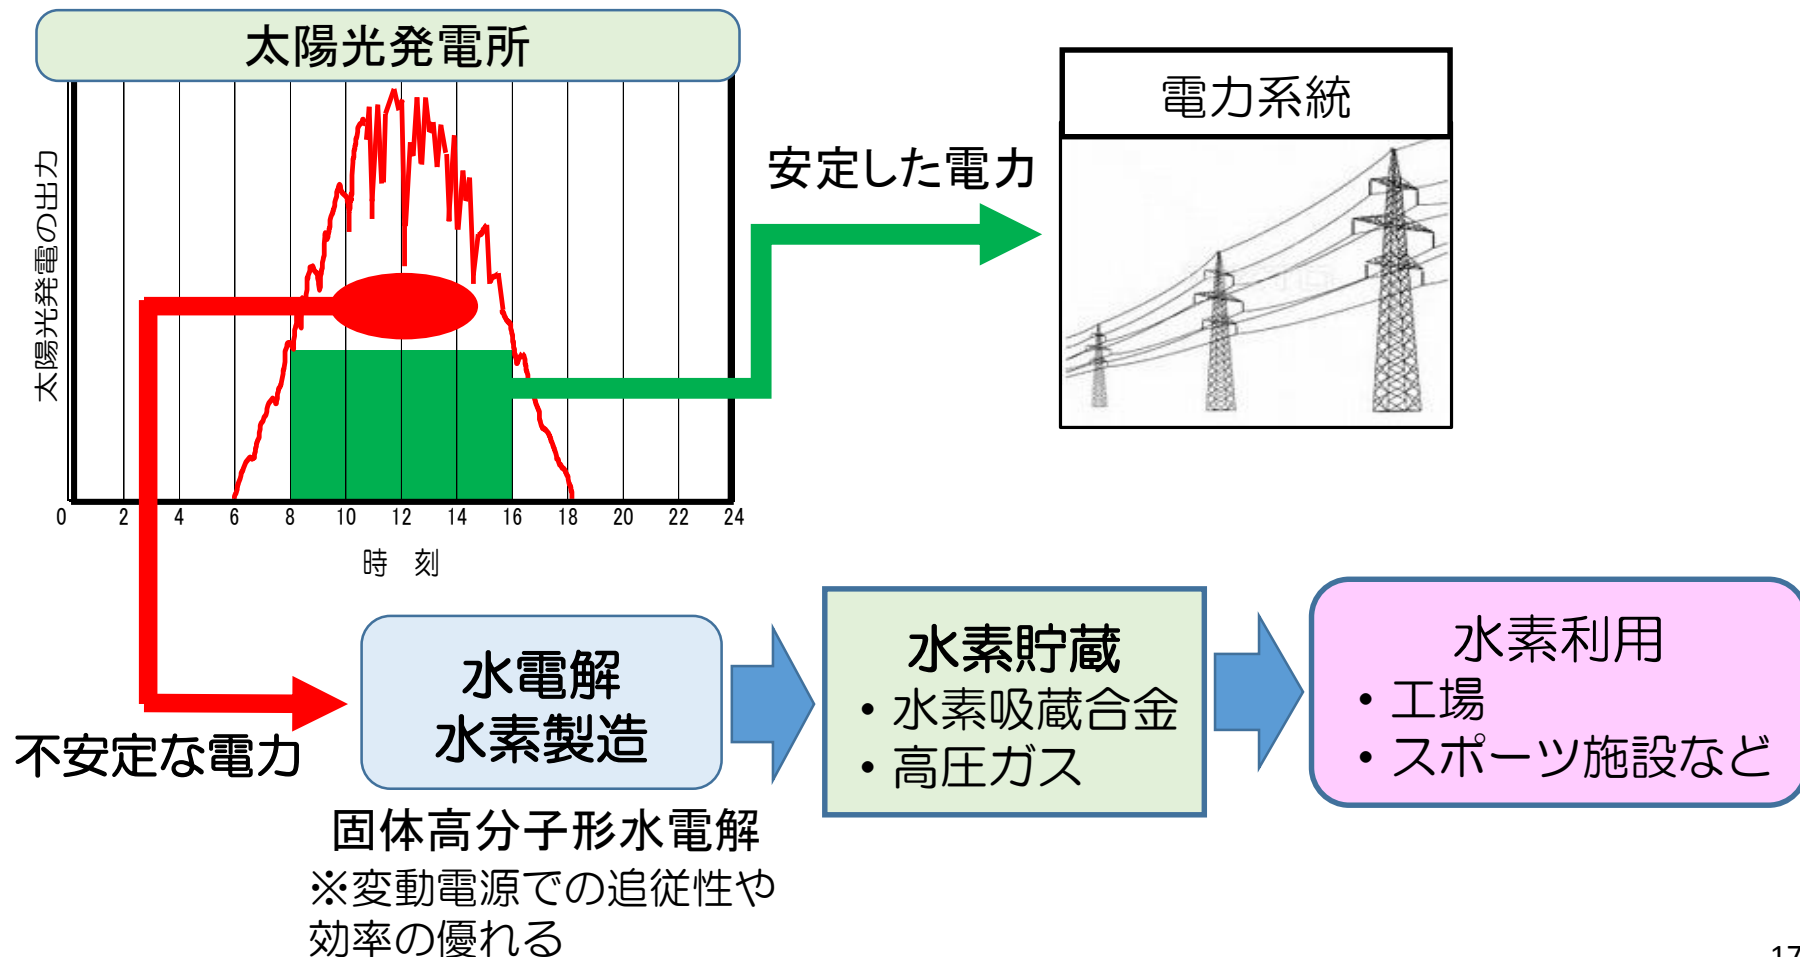 太陽光発電所
電力系統
安定した電力
太陽光発電の出力
0 2 4 6 8 10 12 14 16 18 20 22 24
時 刻
不安定な電力
水電解
水素製造
固体高分子形水電解
※変動電源での追従性や
効率の優れる
水素貯蔵
・水素吸蔵合金
・高圧ガス
水素利用
・工場
・スポーツ施設など
17